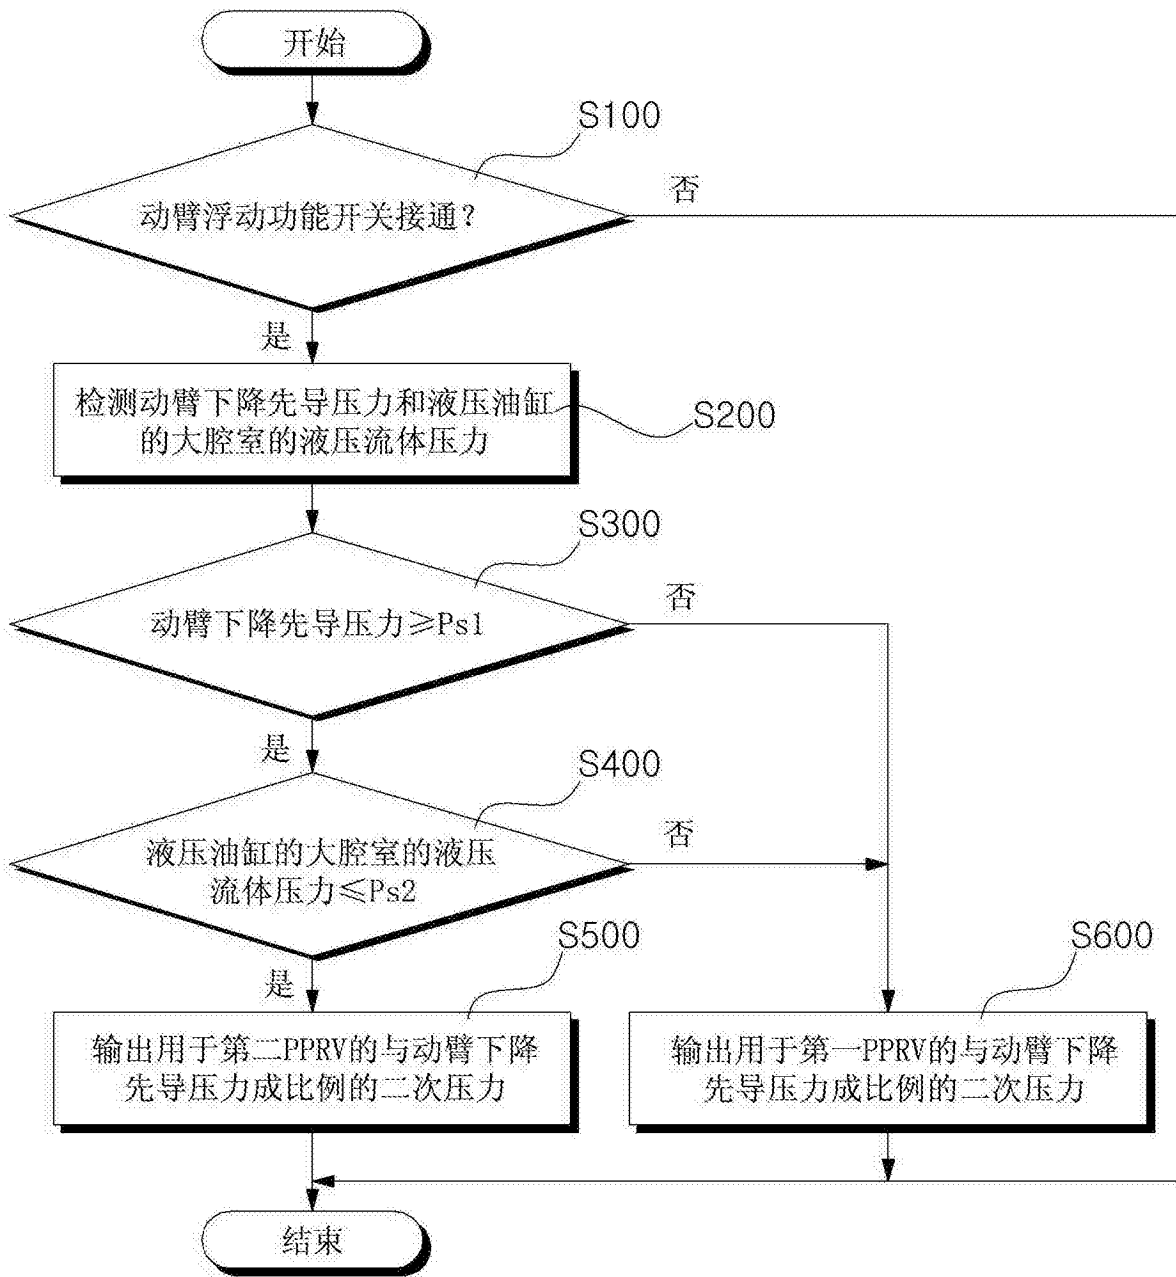 开始
S100
动臂浮动功能开关接通?
否
是
检测动臂下降先导压力和液压油缸
的大腔室的液压流体压力
S200
S300
动臂下降先导压力≥Ps1
否
是
S400
液压油缸的大腔室的液压
流体压力≤Ps2
否
是
S500
输出用于第二PPRV的与动臂下降
先导压力成比例的二次压力
S600
输出用于第一PPRV的与动臂下降
先导压力成比例的二次压力
结束